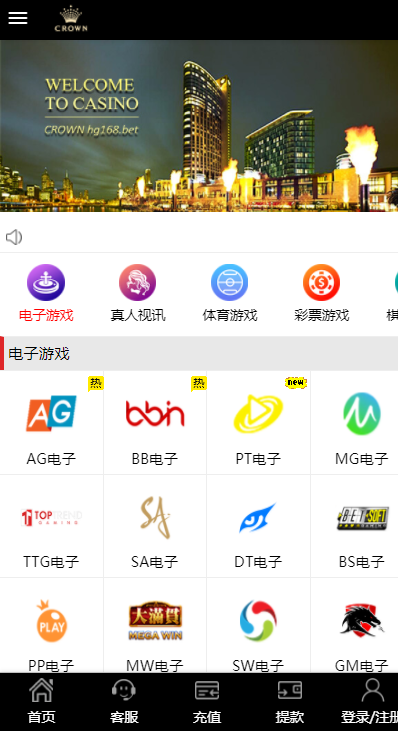 CROWN
WELCOME
TO CASINO
CROWN hg168.bet
电子游戏
真人视讯
体育游戏
彩票游戏
棋
电子游戏
热
热
new
AG
bbin
AG电子
BB电子
PT电子
MG电子
TOPTREND
GAMING
SA
BETSOFT
TTG电子
SA电子
DT电子
BS电子
PLAY
大滿貫
MEGA WIN
PP电子
MW电子
SW电子
GM电子
首页
客服
充值
提款
登录/注册